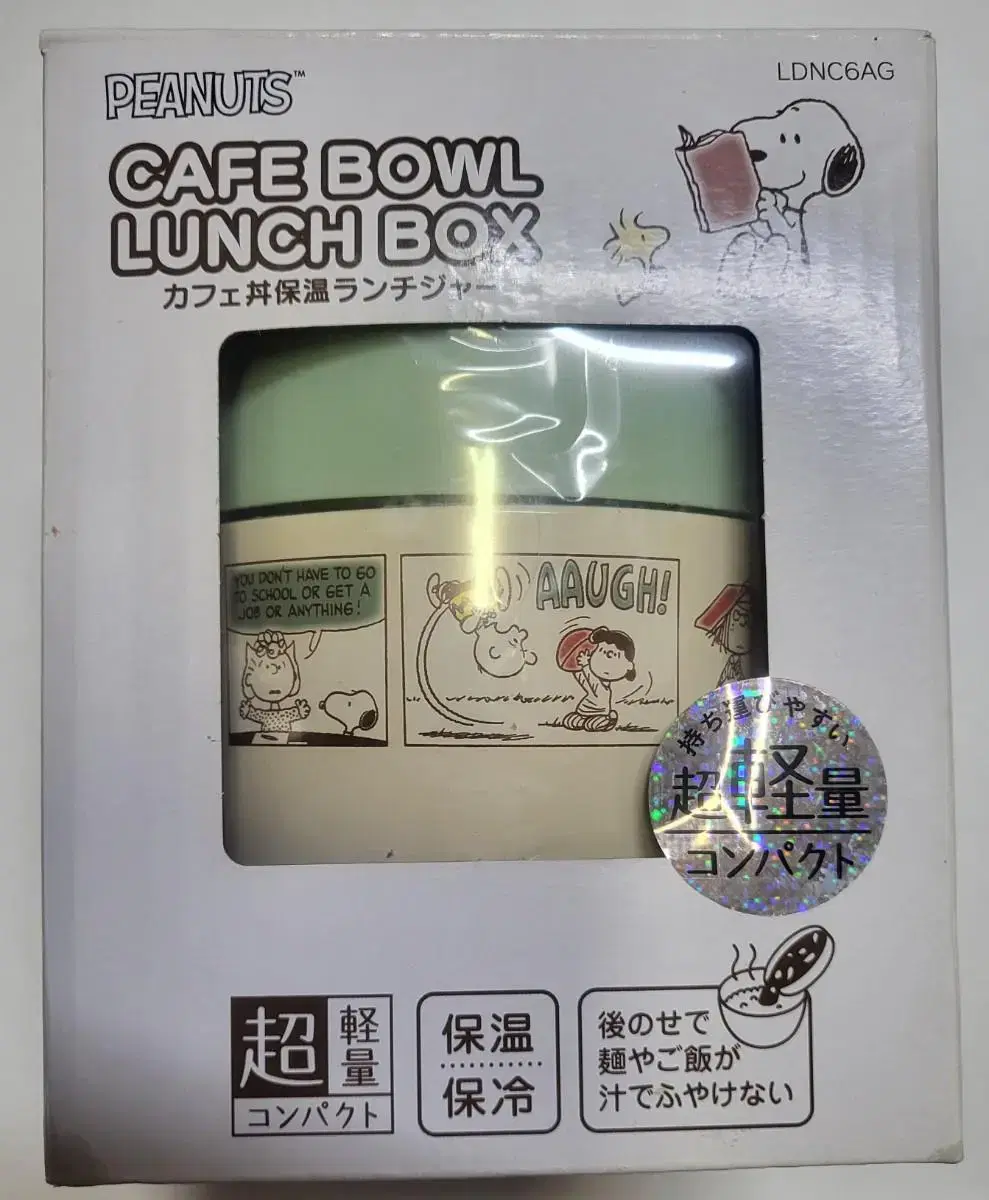 PEANUTS™
LDNC6AG
CAFE BOWL
LUNCH BOX
カフェ丼保温ランチジャー
YOU DON'T HAVE TO GO
TO SCHOOL OR GET A
JOB OR ANYTHING!
AAUGH!
持ち運びやすい
超軽量
コンパクト
超軽量
コンパクト
保温
保冷
後のせで
麺やご飯が
汁でふやけない